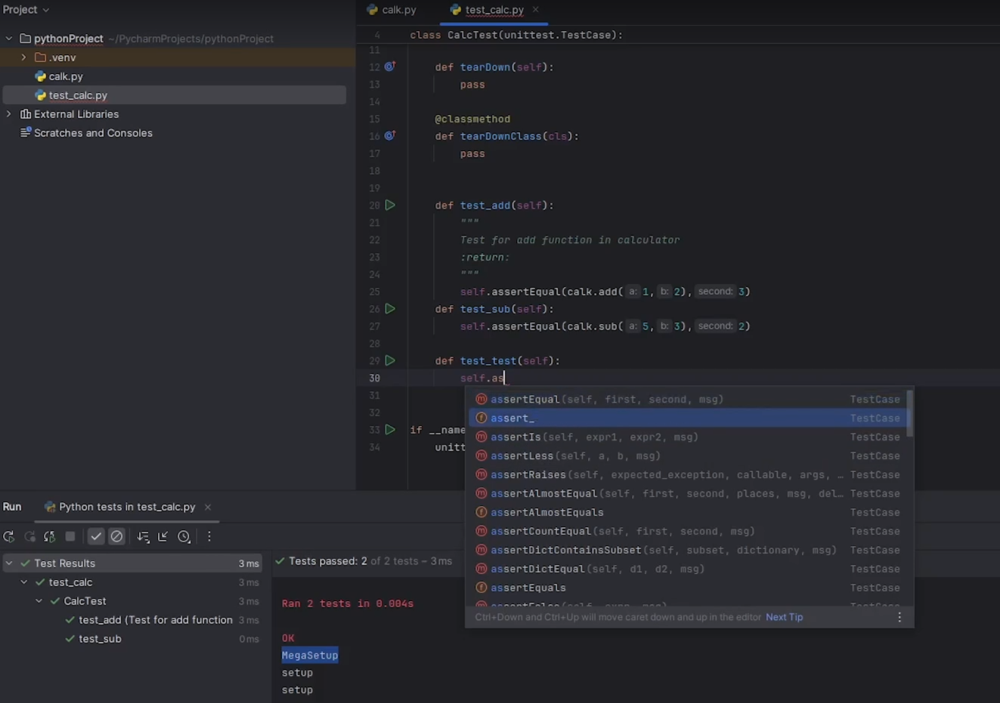 Project
pythonProject ~/PycharmProjects/pythonProject
.venv
calk.py
test_calc.py
External Libraries
Scratches and Consoles
calk.py test_calc.py ×
4 class CalcTest(unittest.TestCase):
11
12 def tearDown(self):
13 pass
14
15 @classmethod
16 def tearDownClass(cls):
17 pass
18
19
20 def test_add(self):
21 """
22 Test for add function in calculator
23 :return:
24 """
25 self.assertEqual(calk.add( a: 1, b: 2), second: 3)
26 def test_sub(self):
27 self.assertEqual(calk.sub( a: 5, b: 3), second: 2)
28
29 def test_test(self):
30 self.as
31
32
33 if __name
34 unitt
assertEqual(self, first, second, msg) TestCase
assert_ TestCase
assertIs(self, expr1, expr2, msg) TestCase
assertLess(self, a, b, msg) TestCase
assertRaises(self, expected_exception, callable, args, … TestCase
assertAlmostEqual(self, first, second, places, msg, del… TestCase
assertAlmostEquals TestCase
assertCountEqual(self, first, second, msg) TestCase
assertDictContainsSubset(self, subset, dictionary, msg) TestCase
assertDictEqual(self, d1, d2, msg) TestCase
assertEquals TestCase
assertFalse(self, expr, msg) TestCase
Ctrl+Down and Ctrl+Up will move caret down and up in the editor Next Tip
Run Python tests in test_calc.py ×
Test Results 3 ms
test_calc 3 ms
CalcTest 3 ms
test_add (Test for add function 3 ms
test_sub 0 ms
Tests passed: 2 of 2 tests – 3 ms
Ran 2 tests in 0.004s
OK
MegaSetup
setup
setup